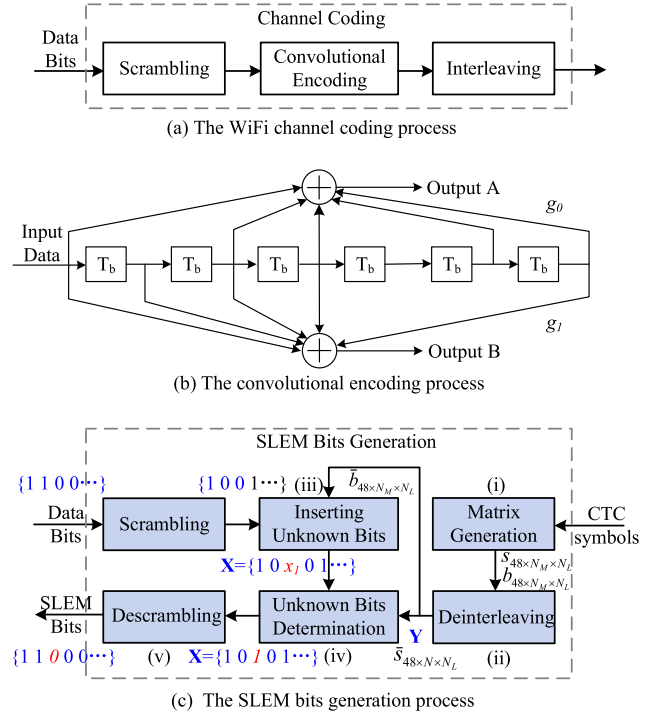 Channel Coding
Data
Bits
Scrambling
Convolutional
Encoding
Interleaving
(a) The WiFi channel coding process
Output A
g0
Input
Data
Tb Tb Tb Tb Tb Tb
g1
Output B
(b) The convolutional encoding process
SLEM Bits Generation
{1 1 0 0···}
{1 0 0 1···}
(iii)
b̄48×NM×NL
(i)
Data
Bits
Scrambling
Inserting
Unknown Bits
Matrix
Generation
CTC
symbols
X={1 0 x1 0 1···}
s48×NM×NL
b48×NM×NL
SLEM
Bits
Descrambling
Unknown Bits
Determination
Y
Deinterleaving
{1 1 0 0 0···}
(v)
X={1 0 1 0 1···}
(iv)
s̄48×N×NL
(ii)
(c) The SLEM bits generation process